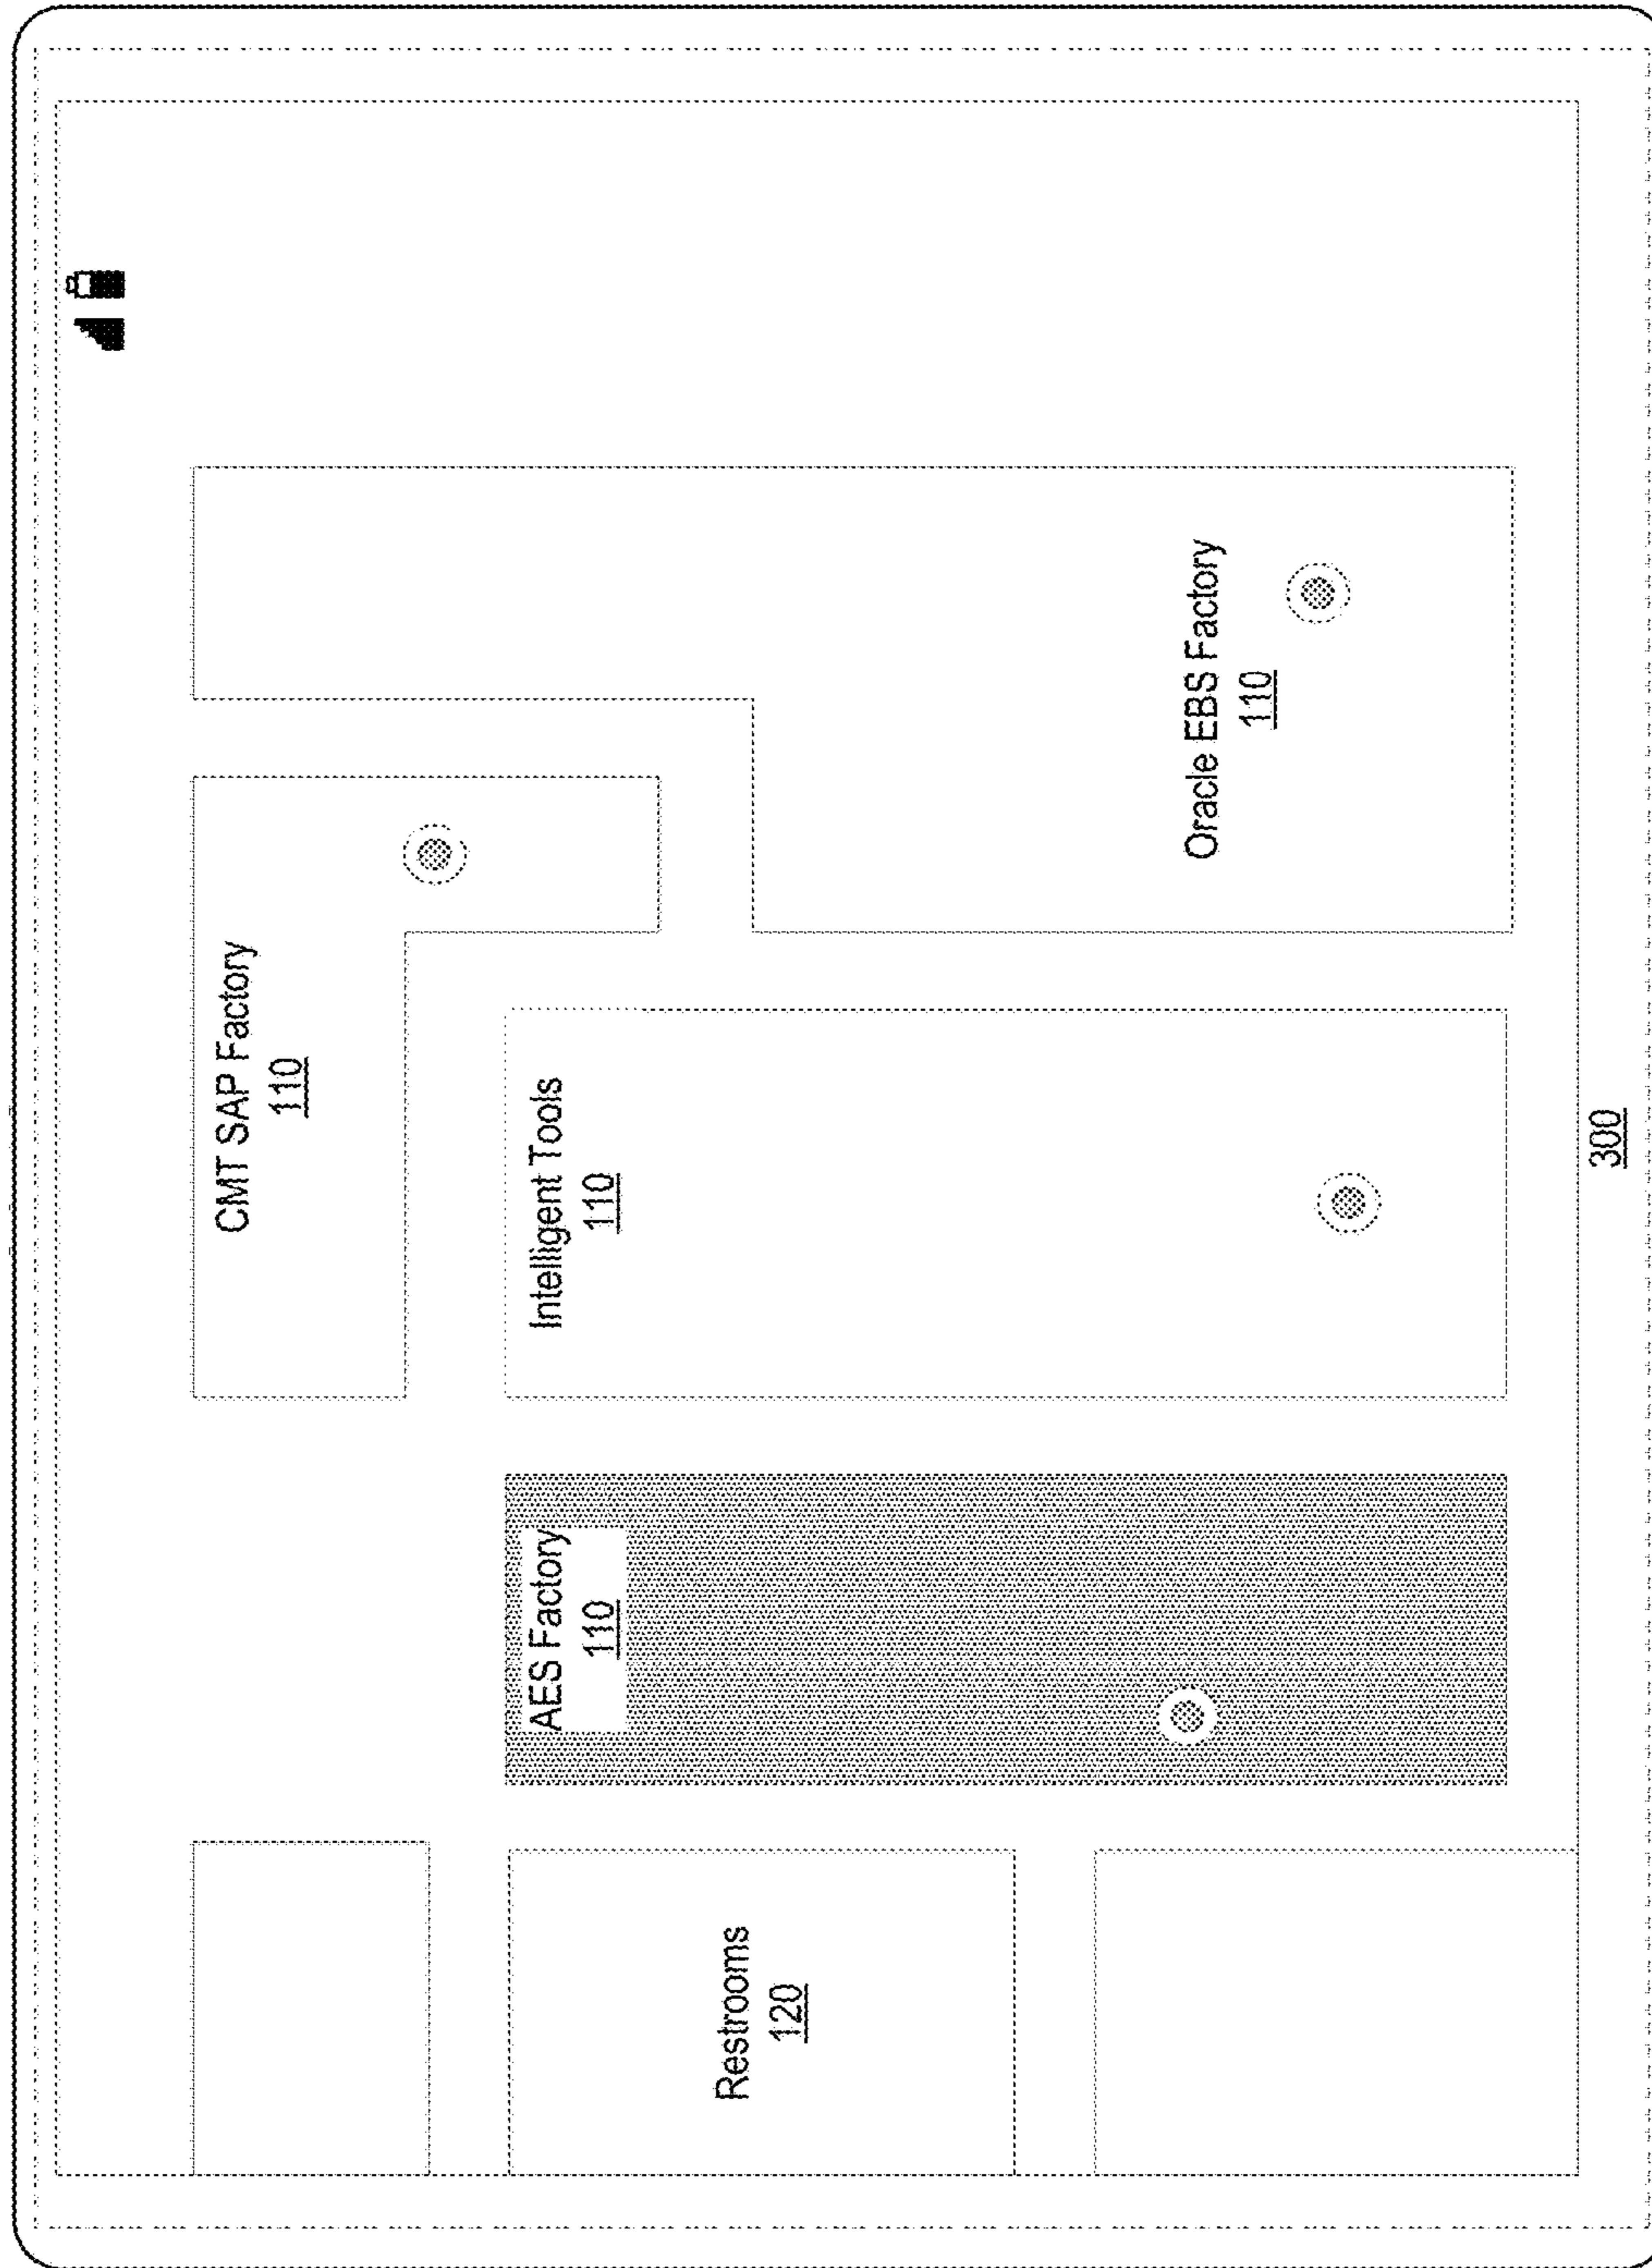 CMT SAP Factory
110
Restrooms
120
AES Factory
110
Intelligent Tools
110
Oracle EBS Factory
110
300